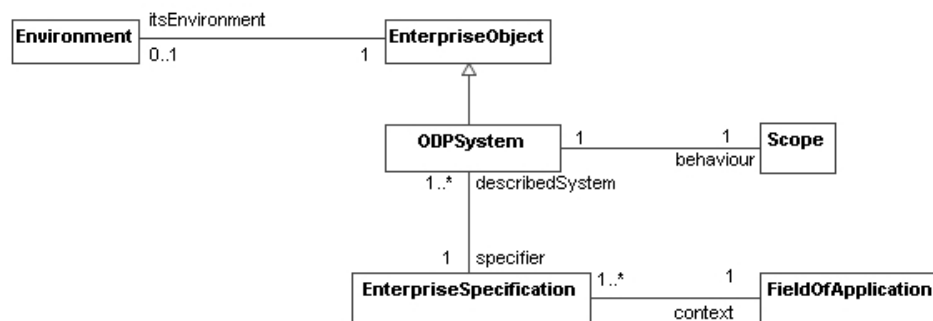 itsEnvironment
Environment
EnterpriseObject
0..1
1
ODPSystem
1
1
Scope
behaviour
1..*
describedSystem
1
specifier
EnterpriseSpecification
1..*
1
FieldOfApplication
context